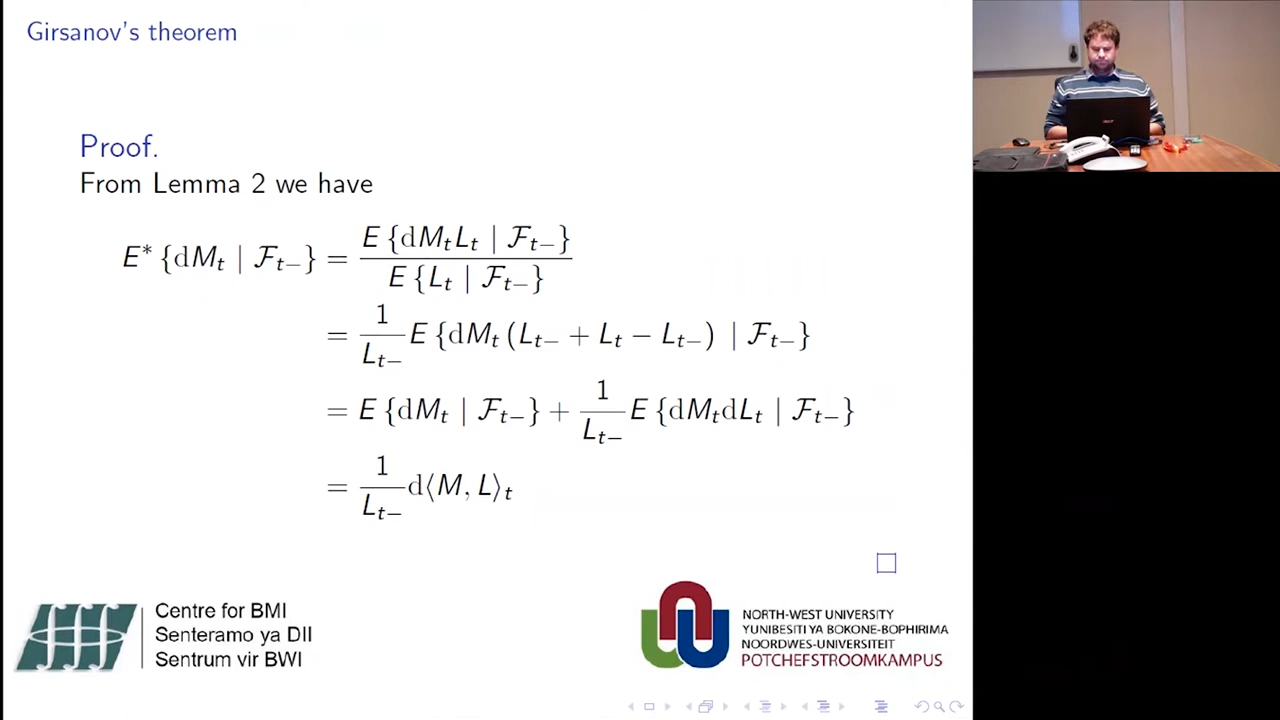 Girsanov's theorem
Proof.
From Lemma 2 we have
E* {dM_t | F_{t−}} = E {dM_t L_t | F_{t−}} / E {L_t | F_{t−}}
= 1/L_{t−} E {dM_t (L_{t−} + L_t − L_{t−}) | F_{t−}}
= E {dM_t | F_{t−}} + 1/L_{t−} E {dM_t dL_t | F_{t−}}
= 1/L_{t−} d⟨M, L⟩_t
□
Centre for BMI
Senteramo ya DII
Sentrum vir BWI
NORTH-WEST UNIVERSITY
YUNIBESITI YA BOKONE-BOPHIRIMA
NOORDWES-UNIVERSITEIT
POTCHEFSTROOMKAMPUS